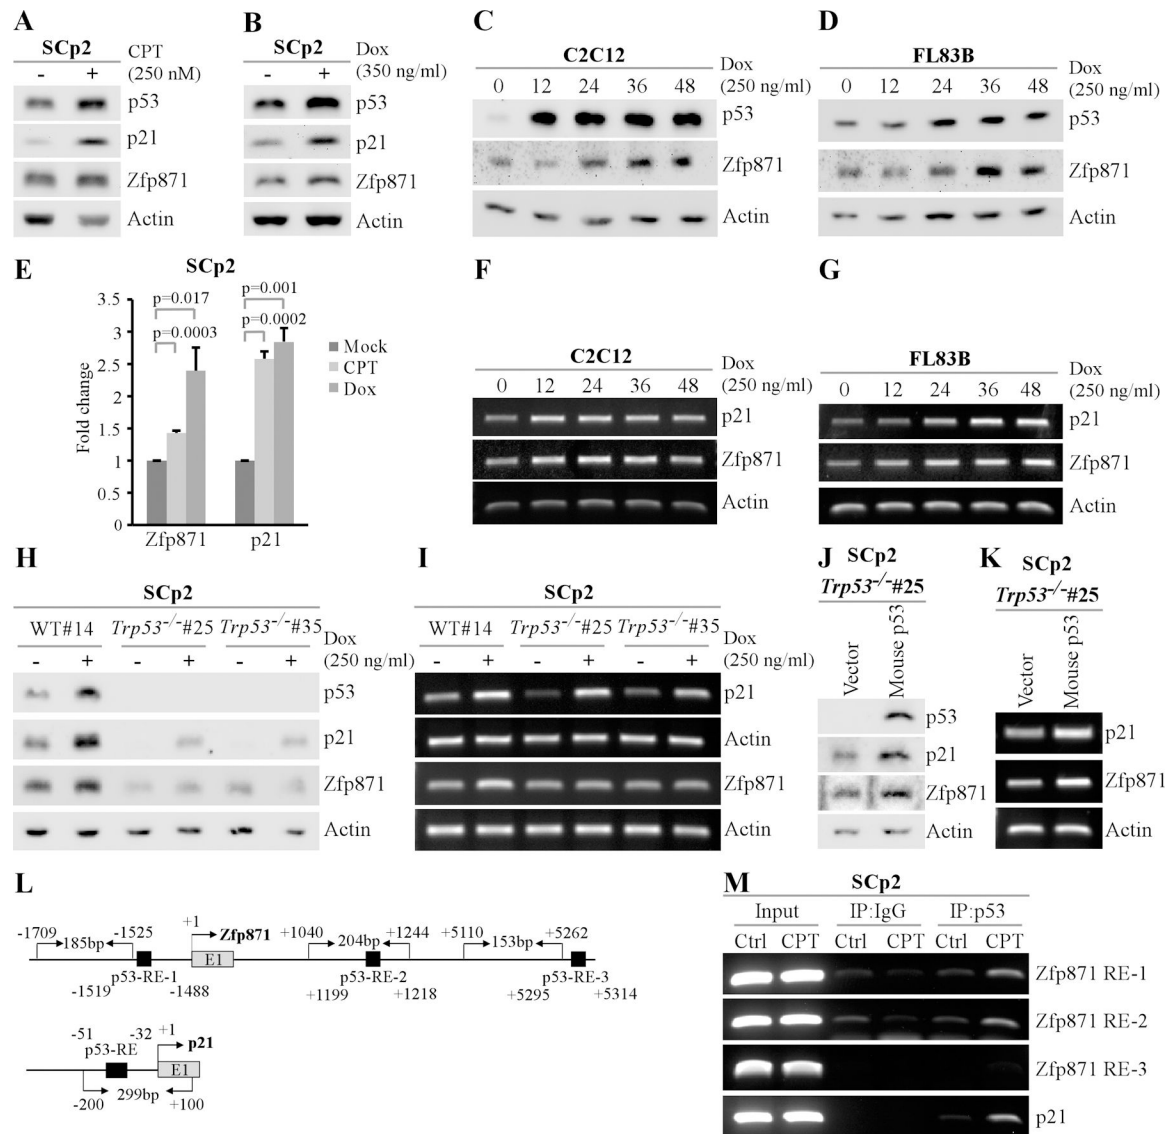 A
SCp2
CPT
- + (250 nM)
p53
p21
Zfp871
Actin
B
SCp2
Dox
- + (350 ng/ml)
p53
p21
Zfp871
Actin
C
C2C12
Dox
0 12 24 36 48 (250 ng/ml)
p53
Zfp871
Actin
D
FL83B
Dox
0 12 24 36 48 (250 ng/ml)
p53
Zfp871
Actin
E
SCp2
3.5
3
2.5
2
1.5
1
0.5
0
Fold change
p=0.017
p=0.0003
p=0.001
p=0.0002
Mock
CPT
Dox
Zfp871 p21
F
C2C12
Dox
0 12 24 36 48 (250 ng/ml)
p21
Zfp871
Actin
G
FL83B
Dox
0 12 24 36 48 (250 ng/ml)
p21
Zfp871
Actin
H
SCp2
WT#14 Trp53-/-#25 Trp53-/-#35 Dox
- + - + - + (250 ng/ml)
p53
p21
Zfp871
Actin
I
SCp2
WT#14 Trp53-/-#25 Trp53-/-#35 Dox
- + - + - + (250 ng/ml)
p21
Actin
Zfp871
Actin
J
SCp2
Trp53-/-#25
Vector Mouse p53
p53
p21
Zfp871
Actin
K
SCp2
Trp53-/-#25
Vector Mouse p53
p21
Zfp871
Actin
L
-1709 185bp -1525 +1 Zfp871 +1040 204bp +1244 +5110 153bp +5262
E1
p53-RE-1 p53-RE-2 p53-RE-3
-1519 -1488 +1199 +1218 +5295 +5314
-51 -32 +1 p21
p53-RE
E1
299bp
-200 +100
M
SCp2
Input IP:IgG IP:p53
Ctrl CPT Ctrl CPT Ctrl CPT
Zfp871 RE-1
Zfp871 RE-2
Zfp871 RE-3
p21